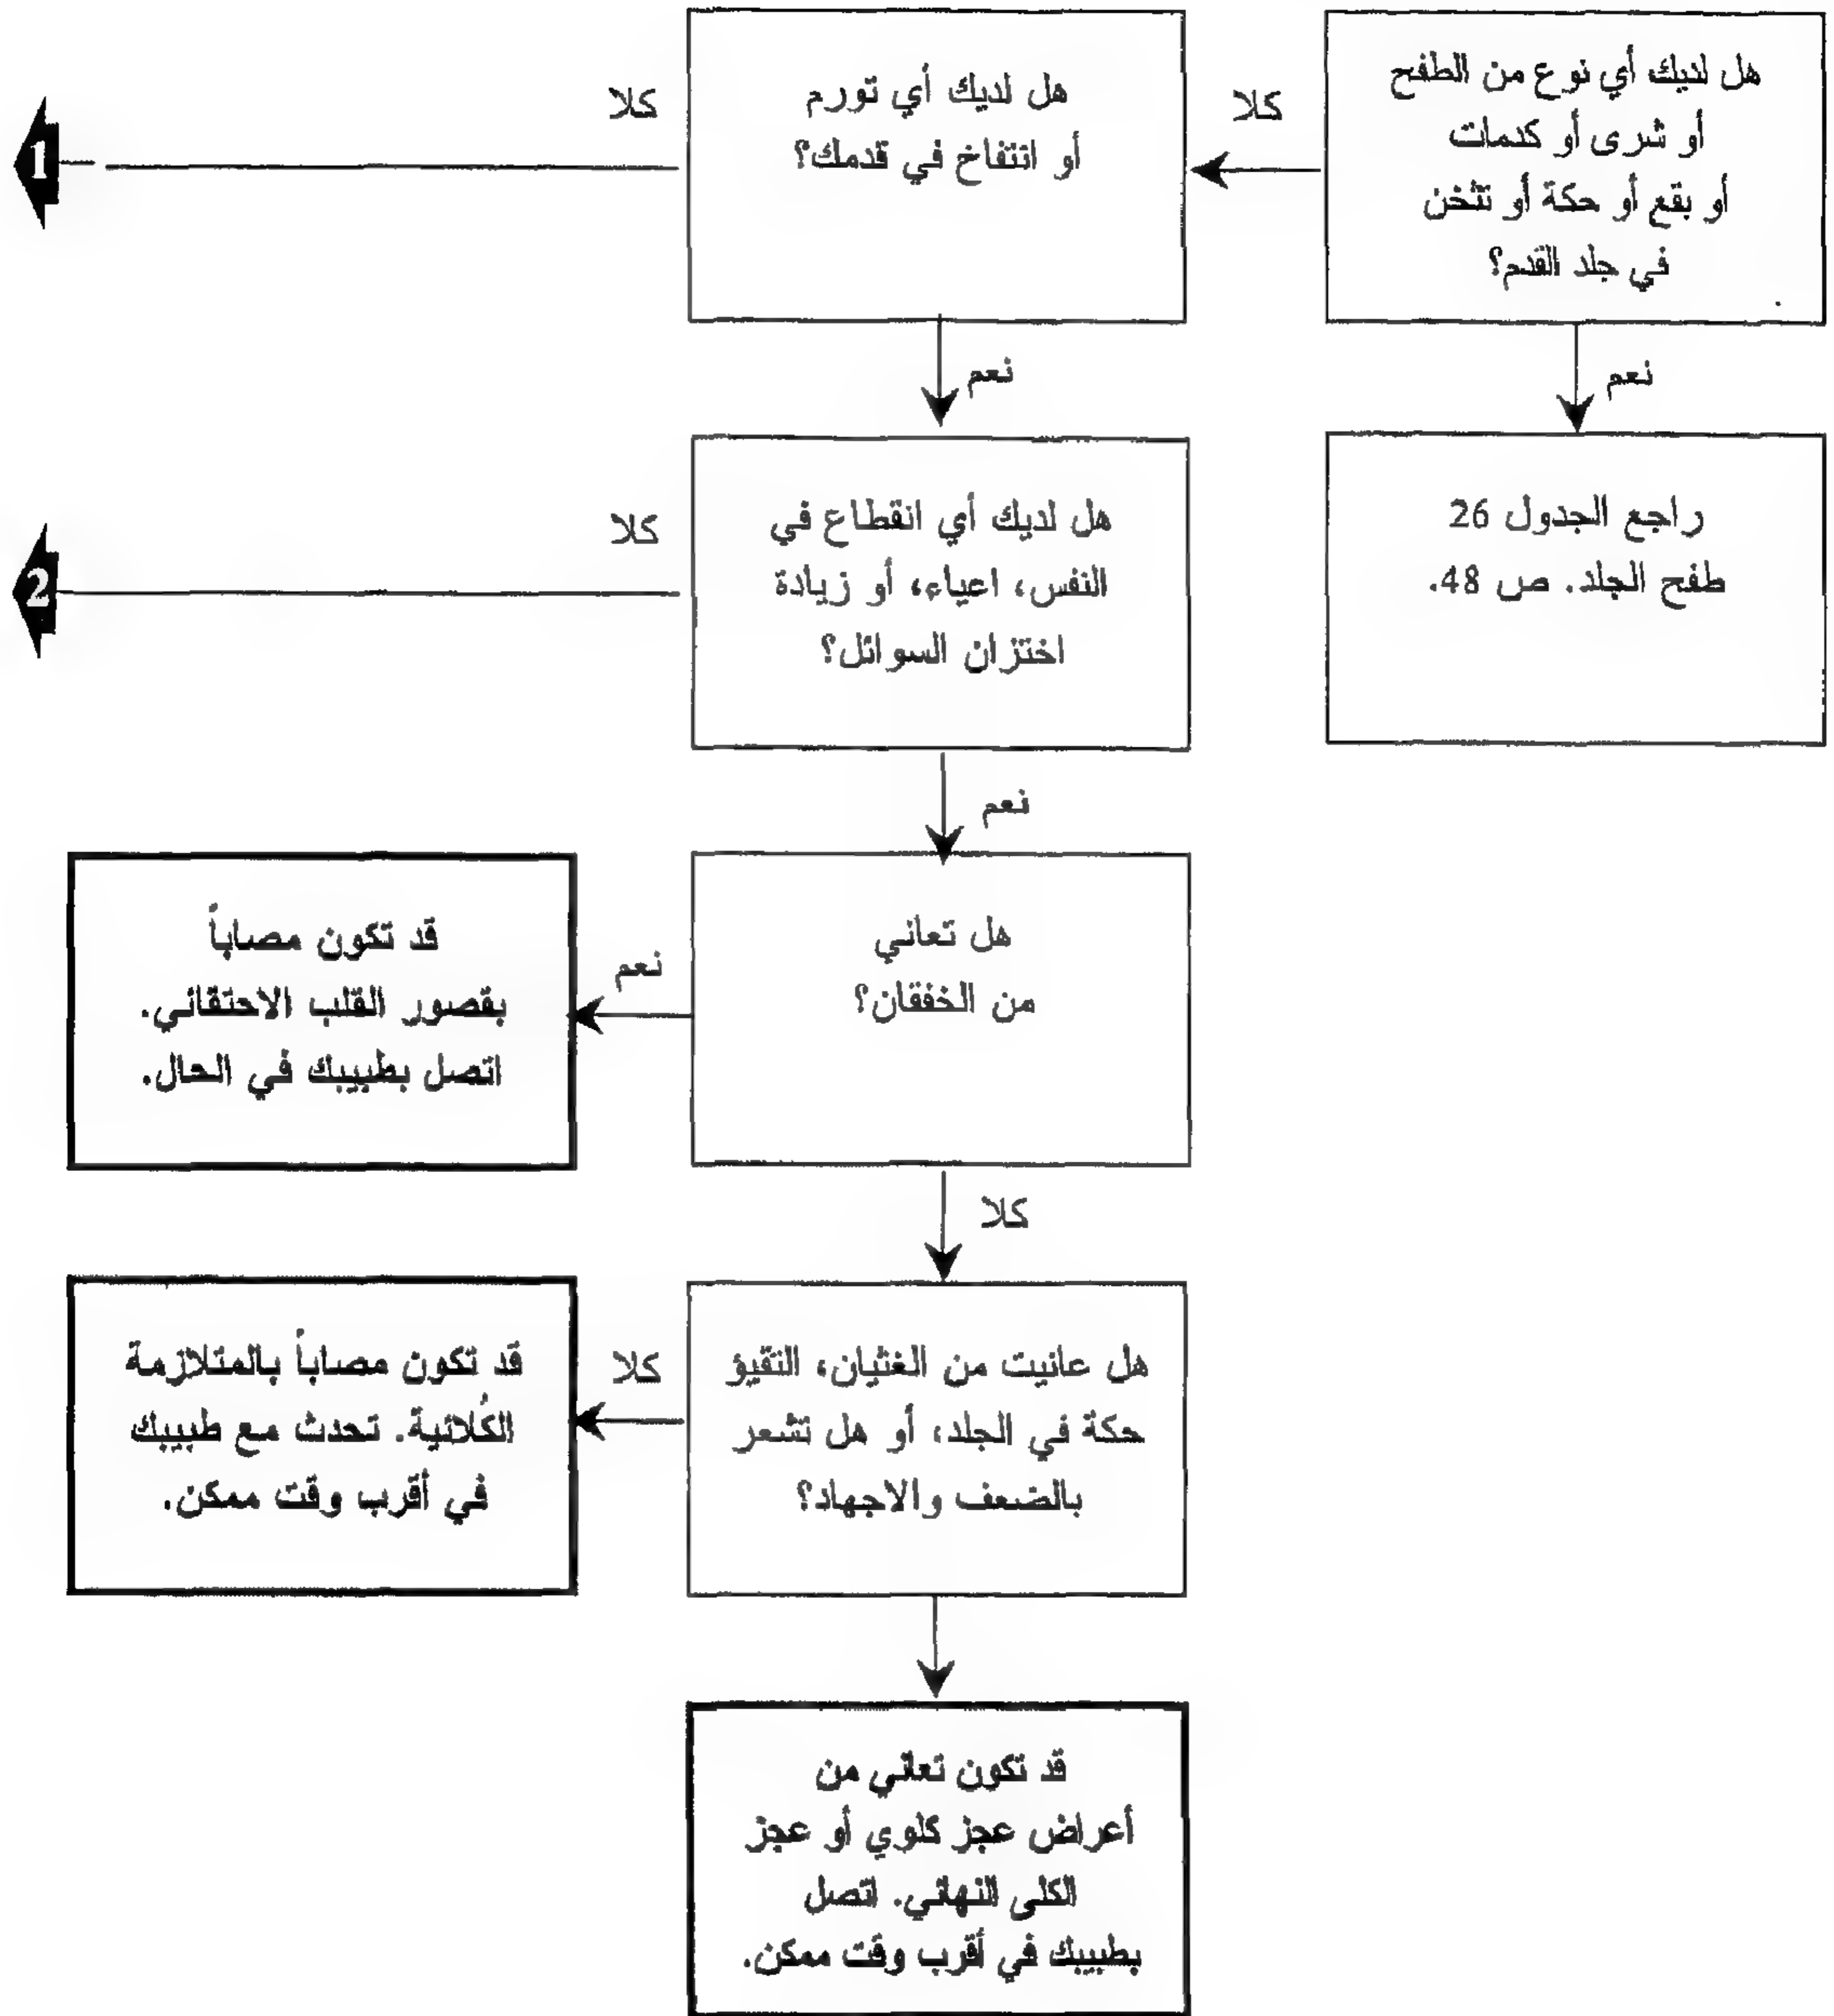 هل لديك أي نوع من الطفح
أو شرى أو كدمات
أو بقع أو حكة أو تثخن
في جلد القدم؟
كلا
نعم
راجع الجدول 26
طفح الجلد. ص 48.
هل لديك أي تورم
أو انتفاخ في قدمك؟
كلا
1
نعم
هل لديك أي انقطاع في
النفس، اعياء، أو زيادة
اختزان السوائل؟
كلا
2
نعم
هل تعاني
من الخفقان؟
نعم
قد تكون مصاباً
بقصور القلب الاحتقاني.
اتصل بطبيبك في الحال.
كلا
هل عانيت من الغثيان، التقيؤ
حكة في الجلد، أو هل تشعر
بالضعف والاجهاد؟
كلا
قد تكون مصاباً بالمتلازمة
الكُلائية. تحدث مع طبيبك
في أقرب وقت ممكن.
قد تكون تعاني من
أعراض عجز كلوي أو عجز
الكلى النهائي. اتصل
بطبيبك في أقرب وقت ممكن.